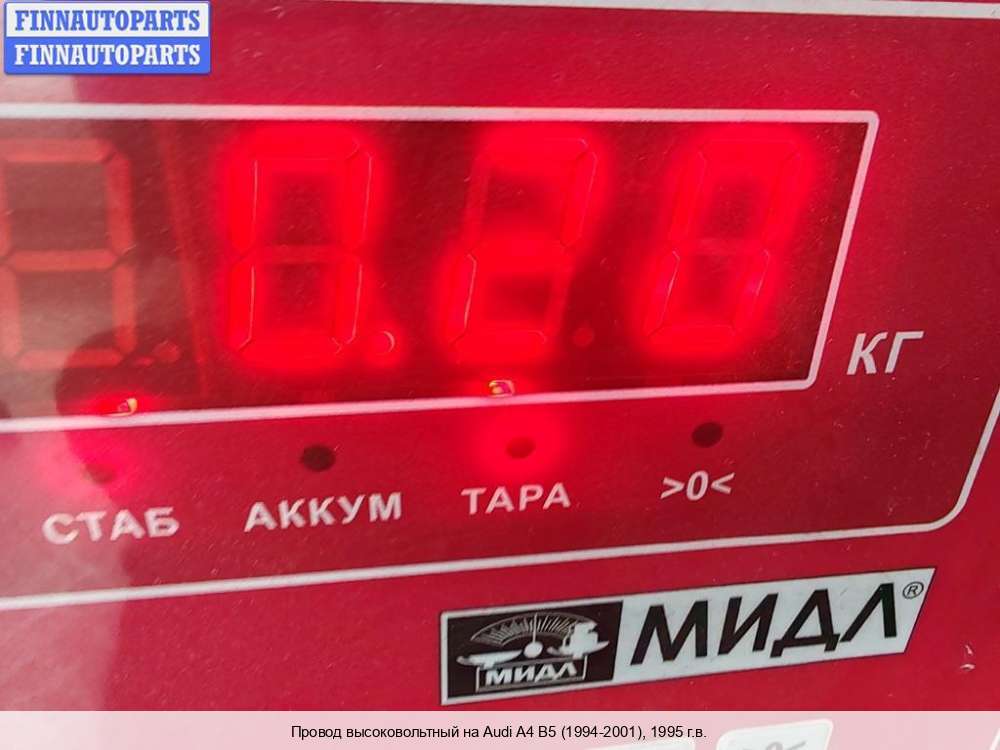 FINNAUTOPARTS
FINNAUTOPARTS
0.20
КГ
СТАБ АККУМ ТАРА >0<
МИДЛ МИДЛ®
Провод высоковольтный на Audi A4 B5 (1994-2001), 1995 г.в.